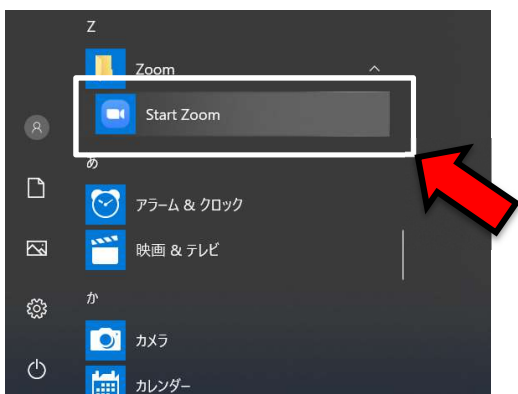 Z
Zoom
Start Zoom
あ
アラーム & クロック
映画 & テレビ
か
カメラ
カレンダー